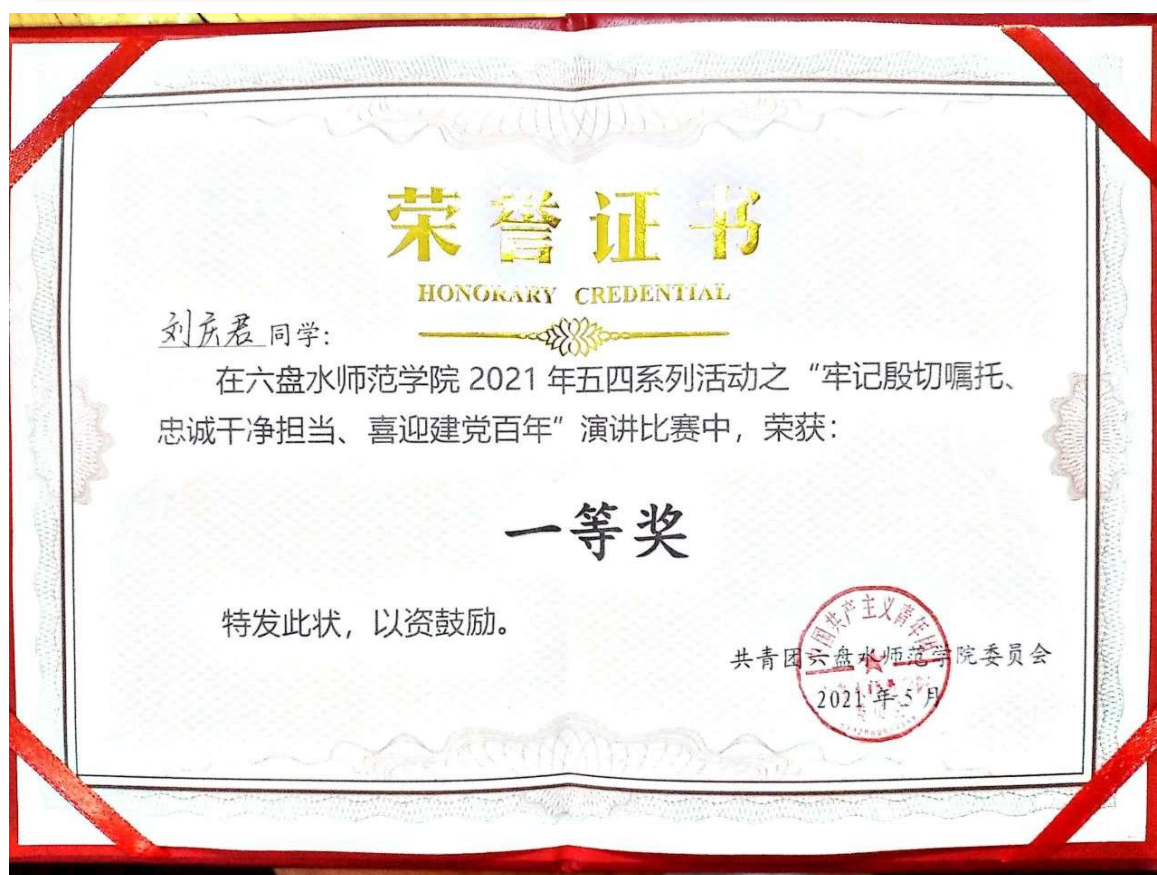 荣誉证书
HONORARY CREDENTIAL
刘庆君同学:
在六盘水师范学院 2021 年五四系列活动之“牢记殷切嘱托、
忠诚干净担当、喜迎建党百年”演讲比赛中，荣获：
一等奖
特发此状，以资鼓励。
共青团六盘水师范学院委员会
2021 年 5 月